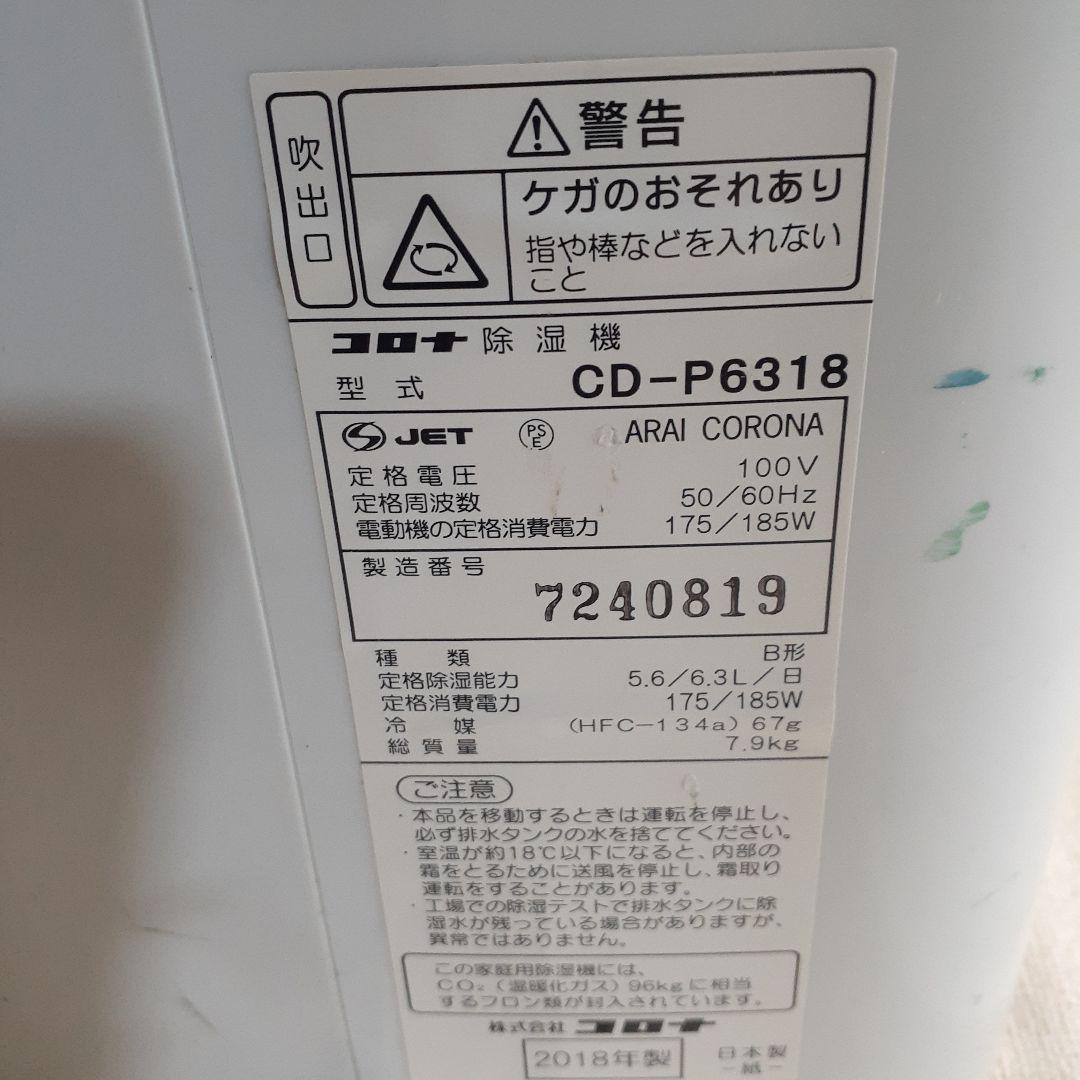 吹出口
警告
ケガのおそれあり
指や棒などを入れない
こと
コロナ 除湿機
型式 CD-P6318
JET PSE ARAI CORONA
定格電圧 100V
定格周波数 50/60Hz
電動機の定格消費電力 175/185W
製造番号
7240819
種類 B形
定格除湿能力 5.6/6.3L/日
定格消費電力 175/185W
冷媒 (HFC-134a) 67g
総質量 7.9kg
ご注意
・本品を移動するときは運転を停止し、
必ず排水タンクの水を捨ててください。
・室温が約18℃以下になると、内部の
霜をとるために送風を停止し、霜取り
運転をすることがあります。
・工場での除湿テストで排水タンクに除
湿水が残っている場合がありますが、
異常ではありません。
この家庭用除湿機には、
CO₂(温暖化ガス)96kgに相当
するフロン類が封入されています。
株式会社 コロナ
2018年製 日本製
-紙-